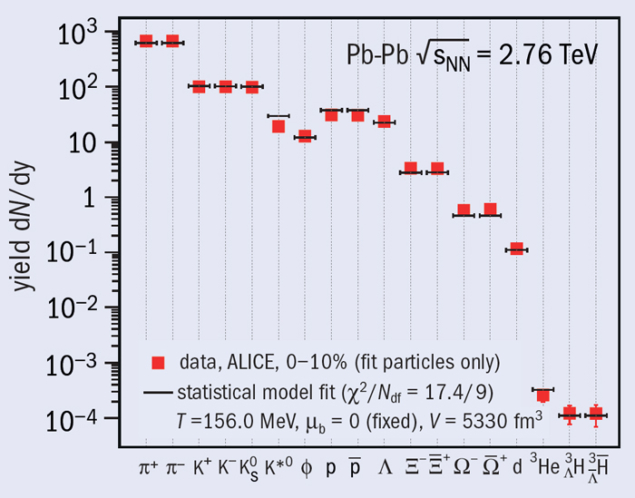 Pb-Pb √sNN = 2.76 TeV
yield dN/dy
10³
10²
10
1
10⁻¹
10⁻²
10⁻³
10⁻⁴
data, ALICE, 0–10% (fit particles only)
statistical model fit (χ²/Ndf = 17.4/9)
T =156.0 MeV, μb = 0 (fixed), V = 5330 fm³
π⁺ π⁻ K⁺ K⁻ K⁰S K*⁰ ϕ p p̅ Λ Ξ⁻ Ξ̅⁺ Ω⁻ Ω̅⁺ d ³He ³ΛH ³Λ̅H̅